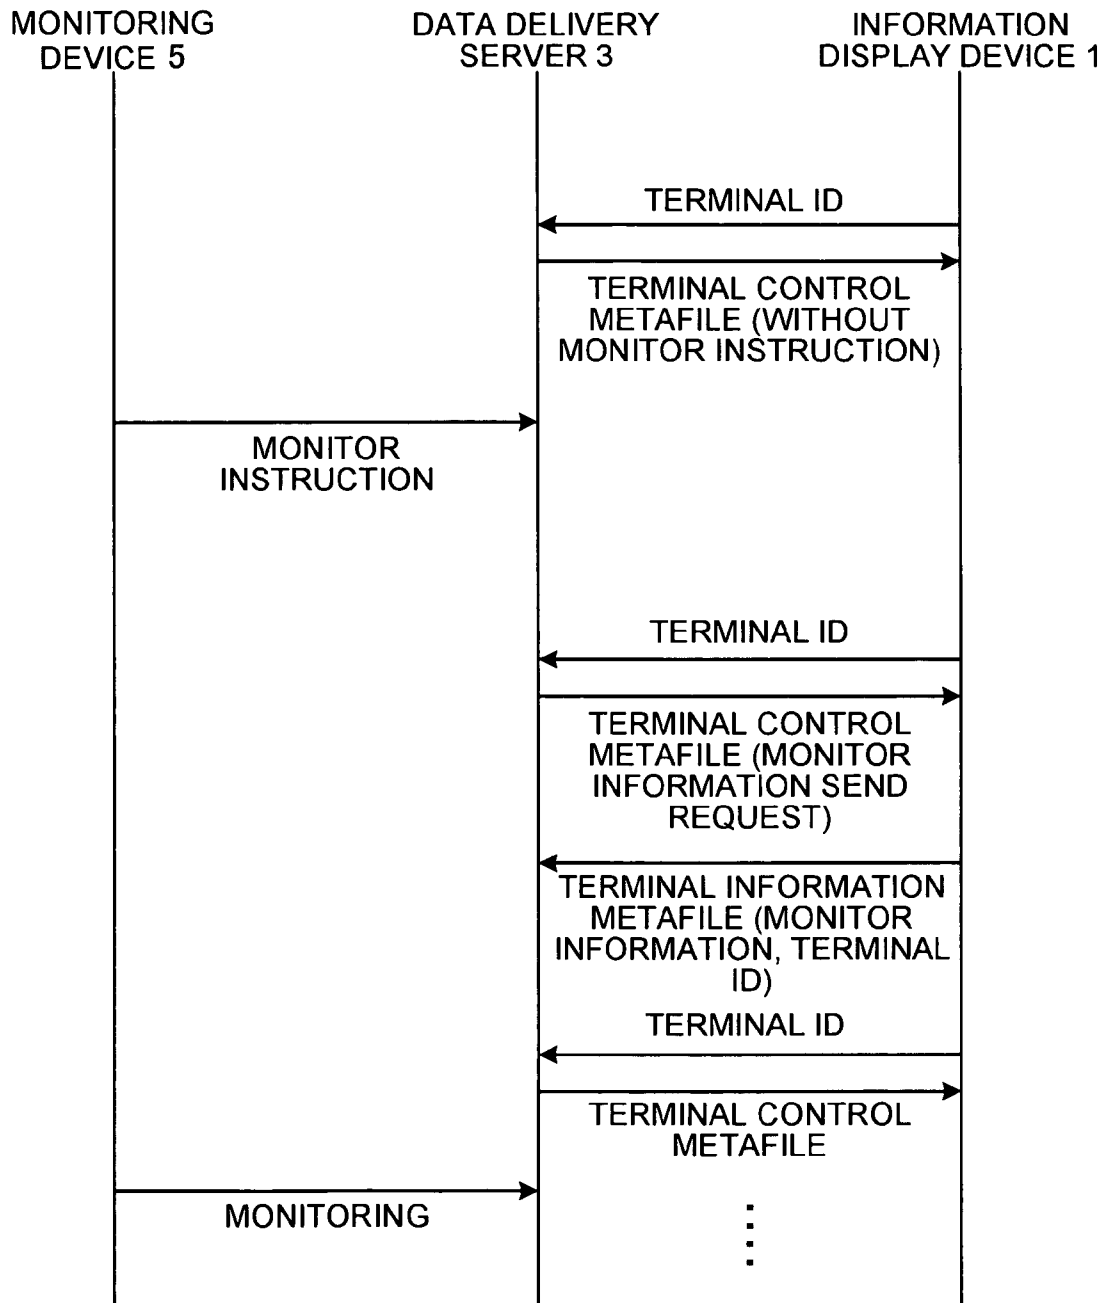 MONITORING
DEVICE 5
DATA DELIVERY
SERVER 3
INFORMATION
DISPLAY DEVICE 1
TERMINAL ID
TERMINAL CONTROL
METAFILE (WITHOUT
MONITOR INSTRUCTION)
MONITOR
INSTRUCTION
TERMINAL ID
TERMINAL CONTROL
METAFILE (MONITOR
INFORMATION SEND
REQUEST)
TERMINAL INFORMATION
METAFILE (MONITOR
INFORMATION, TERMINAL
ID)
TERMINAL ID
TERMINAL CONTROL
METAFILE
MONITORING